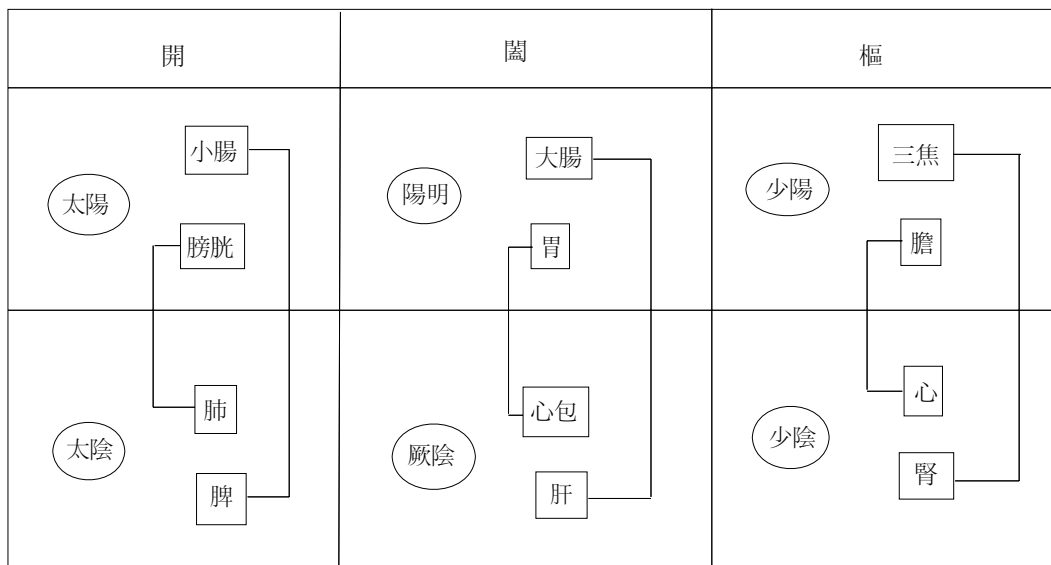 開
闔
樞
小腸
太陽
膀胱
大腸
陽明
胃
三焦
少陽
膽
肺
太陰
脾
心包
厥陰
肝
心
少陰
腎